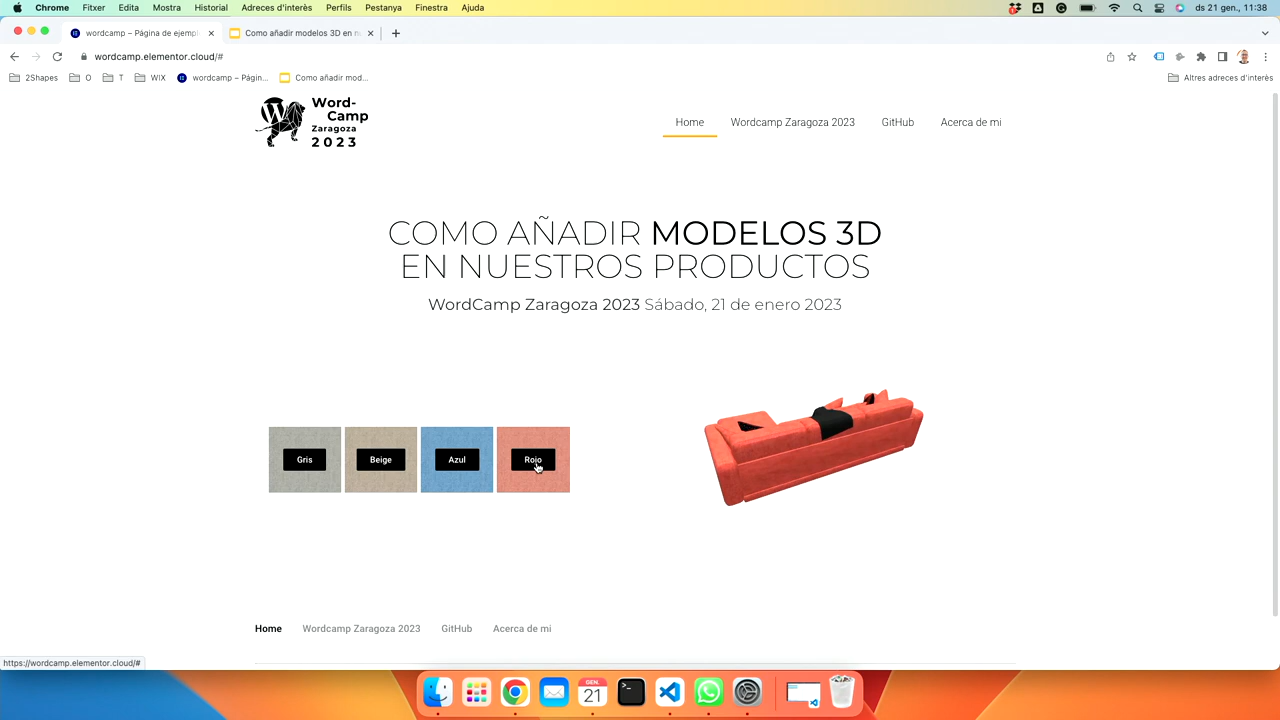 Chrome Fitxer Edita Mostra Historial Adreces d'interès Perfils Pestanya Finestra Ajuda
ds 21 gen., 11:38
wordcamp – Página de ejempl
Como añadir modelos 3D en n
wordcamp.elementor.cloud/#
2Shapes O T WIX wordcamp – Págin... Como añadir mod... Altres adreces d'interès
Word-
Camp
Zaragoza
2023
Home Wordcamp Zaragoza 2023 GitHub Acerca de mi
COMO AÑADIR MODELOS 3D
EN NUESTROS PRODUCTOS
WordCamp Zaragoza 2023 Sábado, 21 de enero 2023
Gris Beige Azul Rojo
Home Wordcamp Zaragoza 2023 GitHub Acerca de mi
https://wordcamp.elementor.cloud/#
GEN.
21